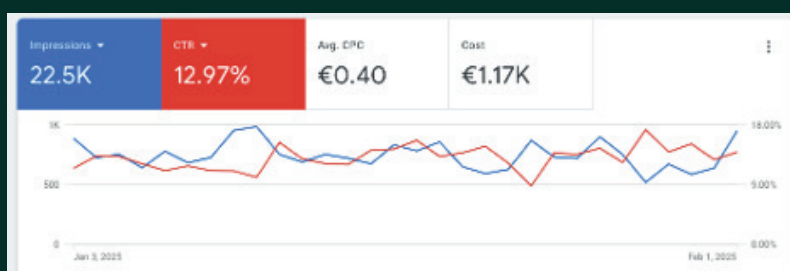 Impressions CTR Avg. CPC Cost
22.5K 12.97% €0.40 €1.17K
1K 18.00%
500 9.00%
0 0.00%
Jan 3, 2025 Feb 1, 2025